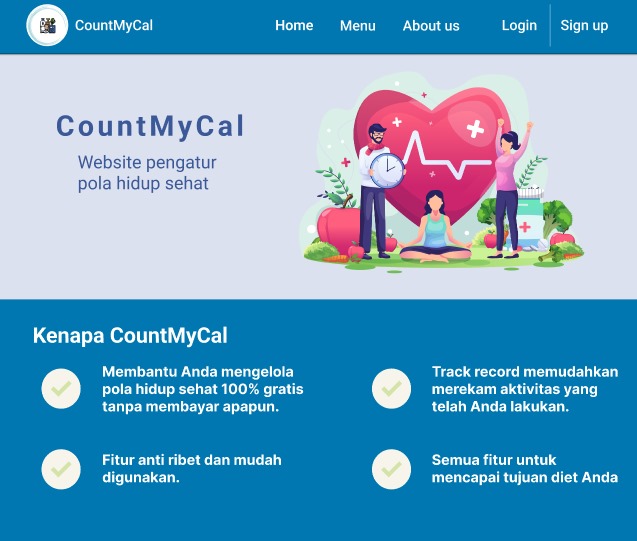 CountMyCal
Home
Menu
About us
Login
Sign up
CountMyCal
Website pengatur
pola hidup sehat
Kenapa CountMyCal
Membantu Anda mengelola
pola hidup sehat 100% gratis
tanpa membayar apapun.
Track record memudahkan
merekam aktivitas yang
telah Anda lakukan.
Fitur anti ribet dan mudah
digunakan.
Semua fitur untuk
mencapai tujuan diet Anda